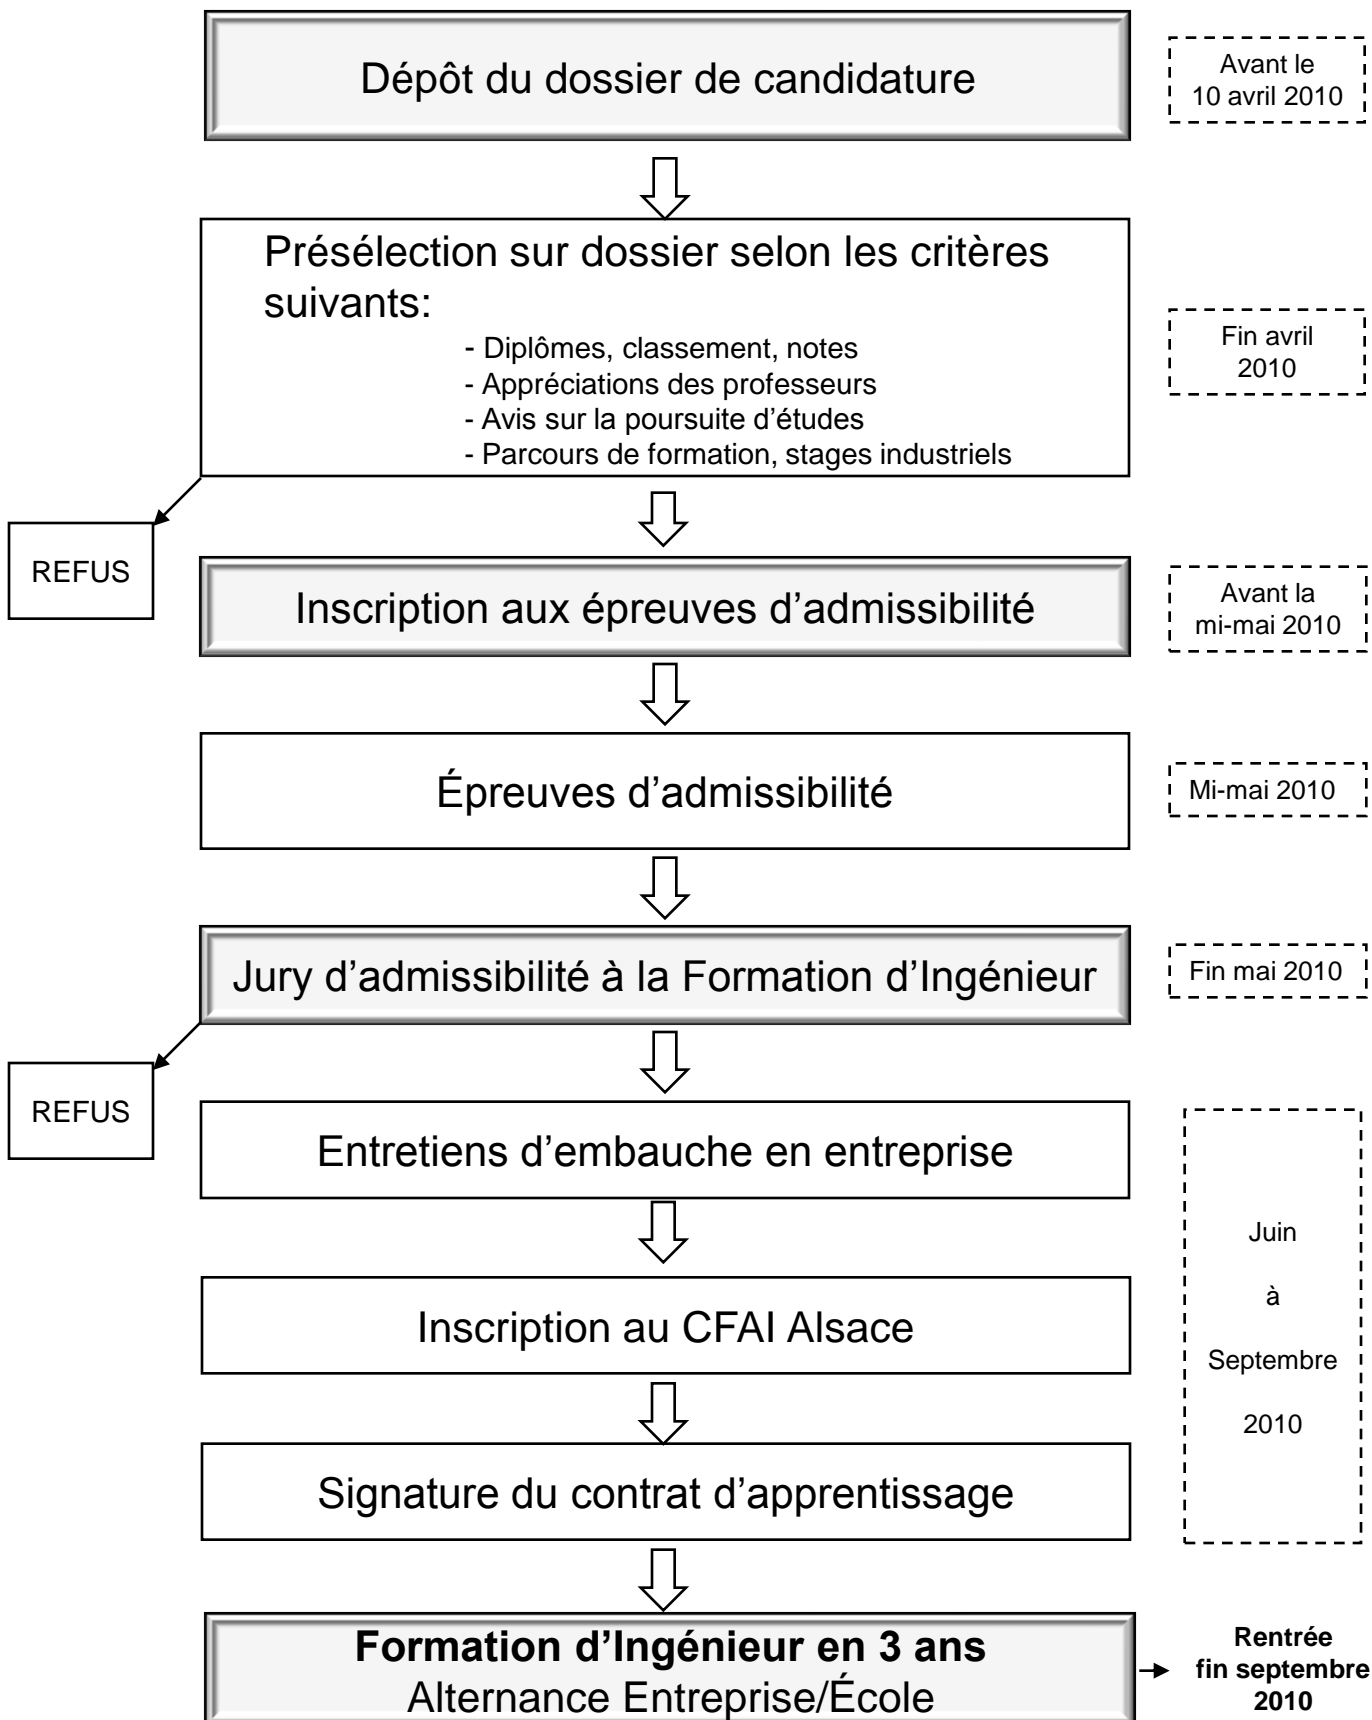 Dépôt du dossier de candidature
Avant le
10 avril 2010
Présélection sur dossier selon les critères
suivants:
- Diplômes, classement, notes
- Appréciations des professeurs
- Avis sur la poursuite d’études
- Parcours de formation, stages industriels
Fin avril
2010
REFUS
Inscription aux épreuves d’admissibilité
Avant la
mi-mai 2010
Épreuves d’admissibilité
Mi-mai 2010
Jury d’admissibilité à la Formation d’Ingénieur
Fin mai 2010
REFUS
Entretiens d’embauche en entreprise
Inscription au CFAI Alsace
Signature du contrat d’apprentissage
Juin
à
Septembre
2010
Formation d’Ingénieur en 3 ans
Alternance Entreprise/École
Rentrée
fin septembre
2010